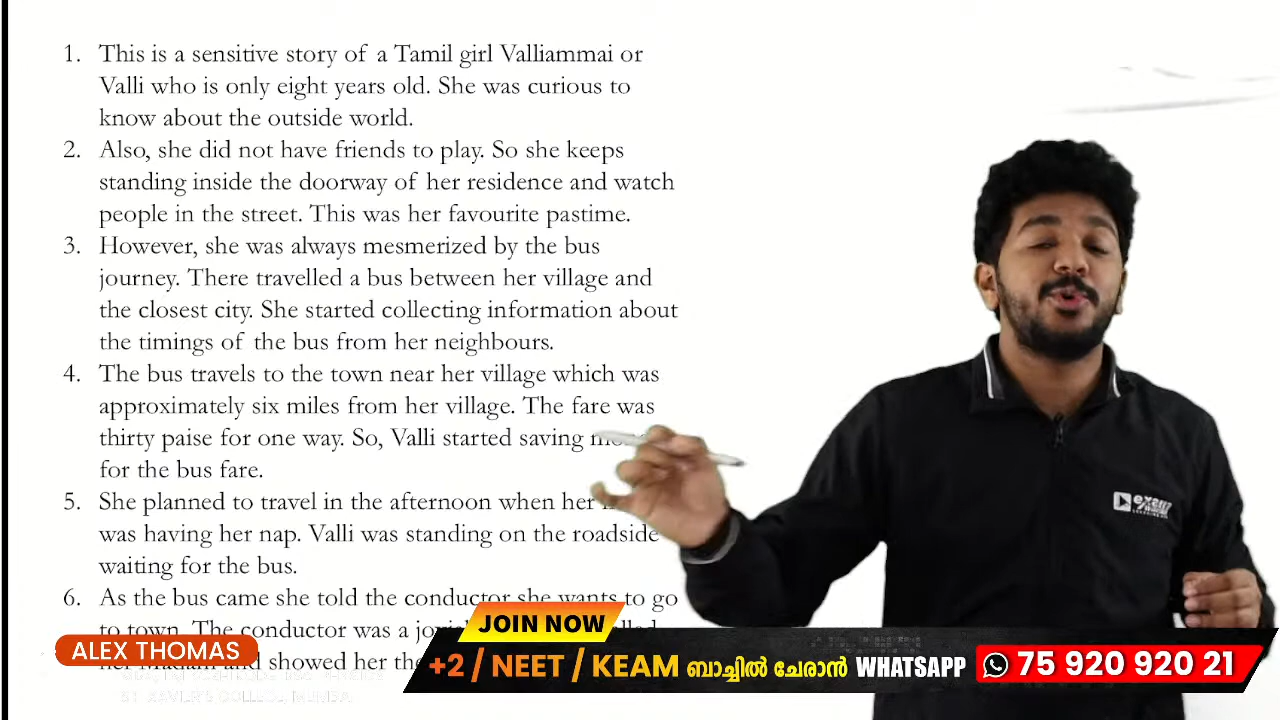 1. This is a sensitive story of a Tamil girl Valliammai or
Valli who is only eight years old. She was curious to
know about the outside world.
2. Also, she did not have friends to play. So she keeps
standing inside the doorway of her residence and watch
people in the street. This was her favourite pastime.
3. However, she was always mesmerized by the bus
journey. There travelled a bus between her village and
the closest city. She started collecting information about
the timings of the bus from her neighbours.
4. The bus travels to the town near her village which was
approximately six miles from her village. The fare was
thirty paise for one way. So, Valli started saving
for the bus fare.
5. She planned to travel in the afternoon when her
was having her nap. Valli was standing on the roadside
waiting for the bus.
6. As the bus came she told the conductor she wants to go
to town. The conductor was a
her Madam and showed her the
JOIN NOW
ALEX THOMAS
+2 / NEET / KEAM ബാച്ചിൽ ചേരാൻ WHATSAPP 75 920 920 21
ST. XAVIER'S COLLEGE, MUMBAI